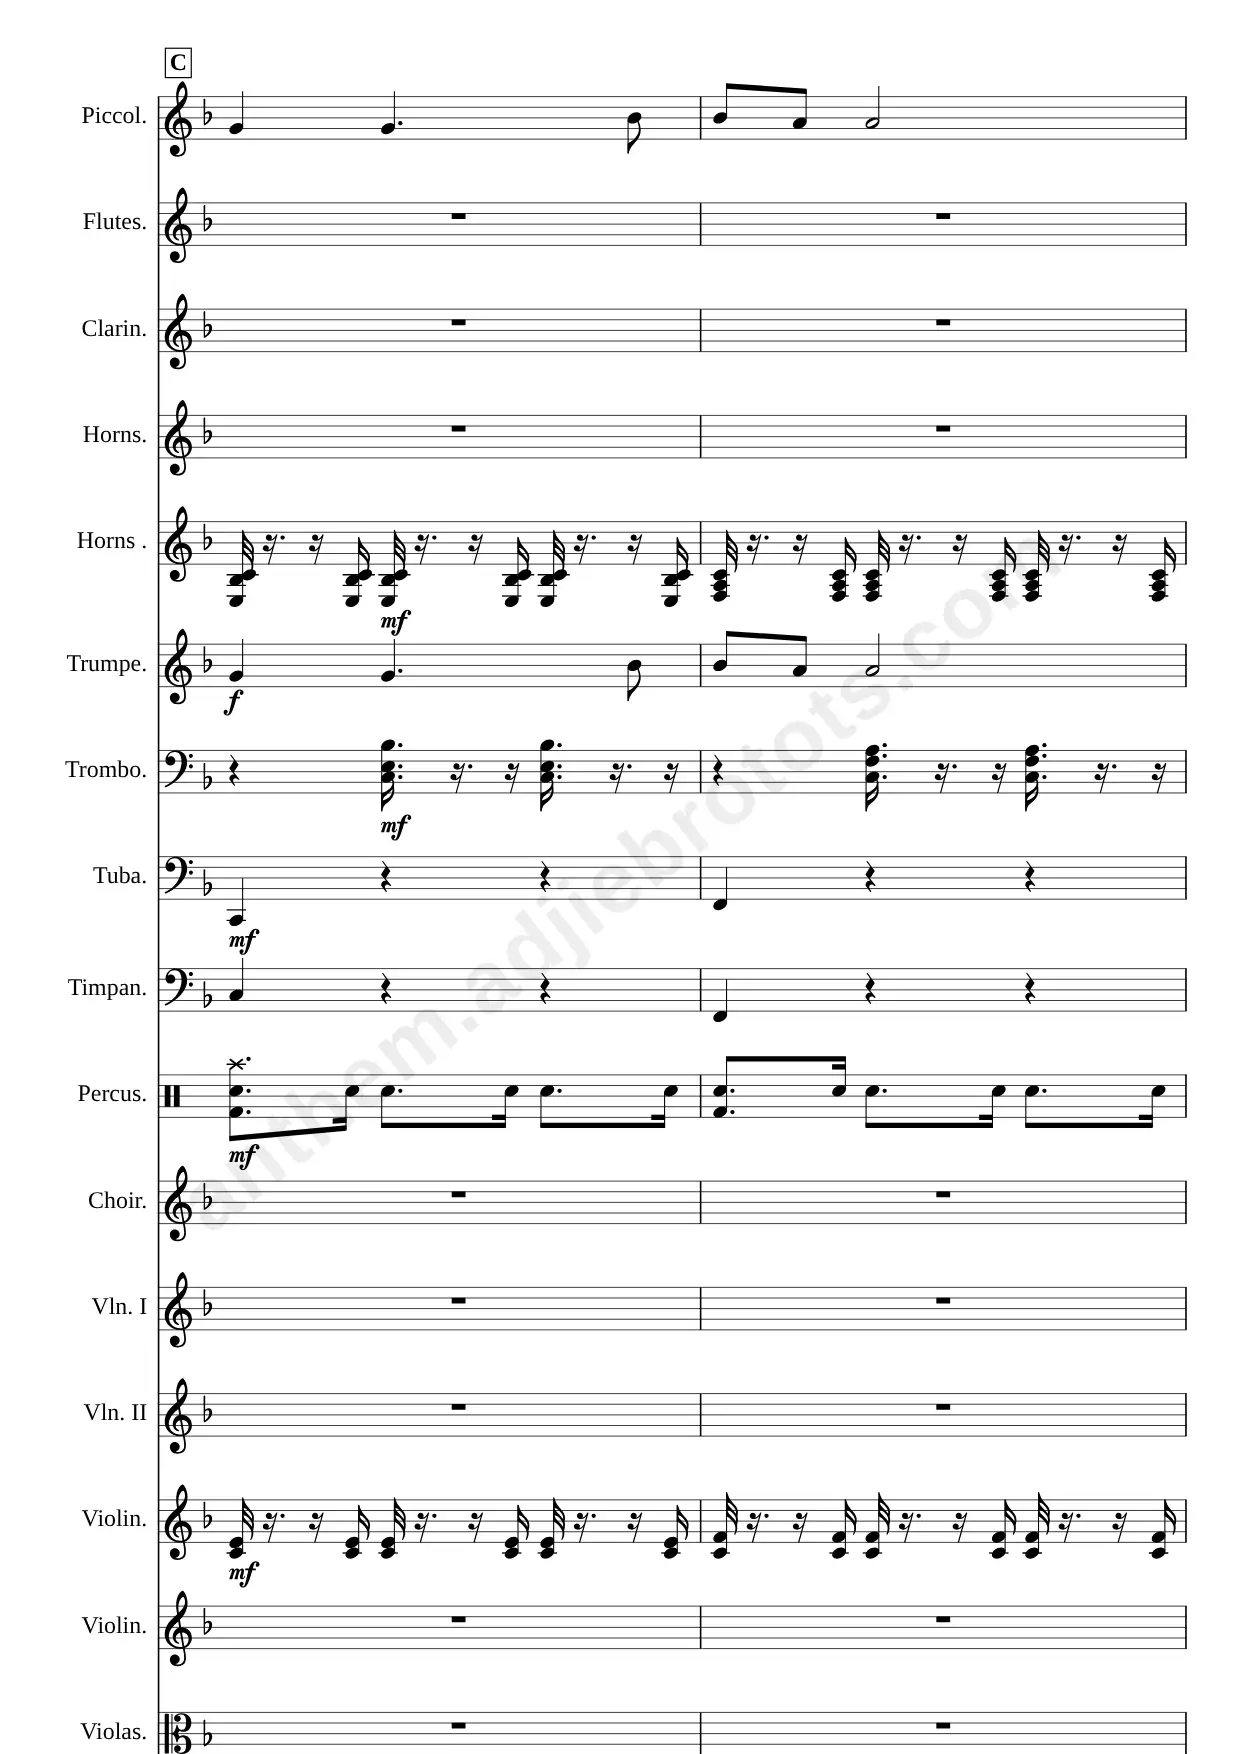 C
Piccol.
Flutes.
Clarin.
Horns.
Horns .
mf
Trumpe.
f
Trombo.
mf
Tuba.
mf
Timpan.
Percus.
mf
Choir.
Vln. I
Vln. II
Violin.
mf
Violin.
Violas.
anthem.adjiebrotots.com